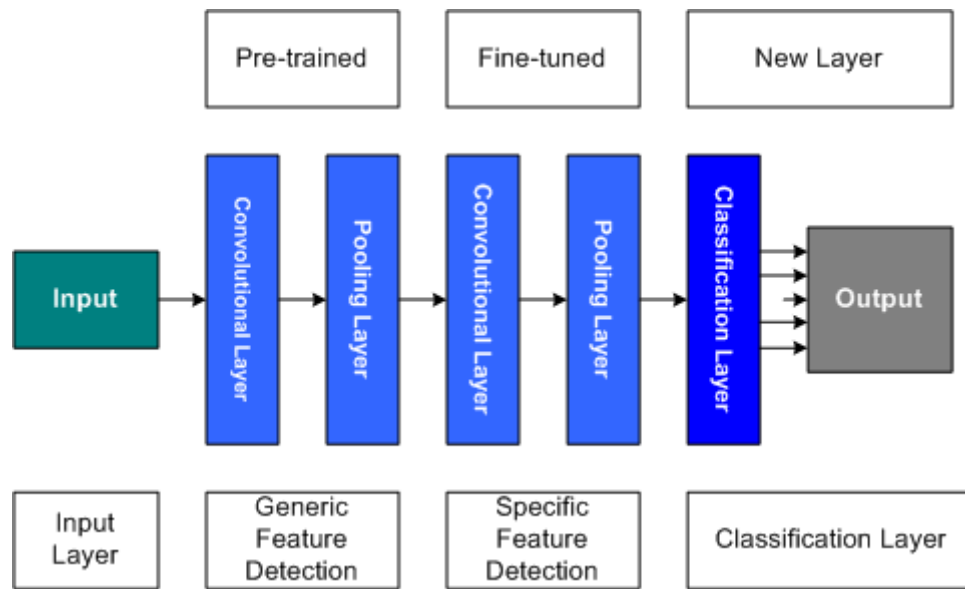 Pre-trained
Fine-tuned
New Layer
Input
Convolutional Layer
Pooling Layer
Convolutional Layer
Pooling Layer
Classification Layer
Output
Input
Layer
Generic
Feature
Detection
Specific
Feature
Detection
Classification Layer